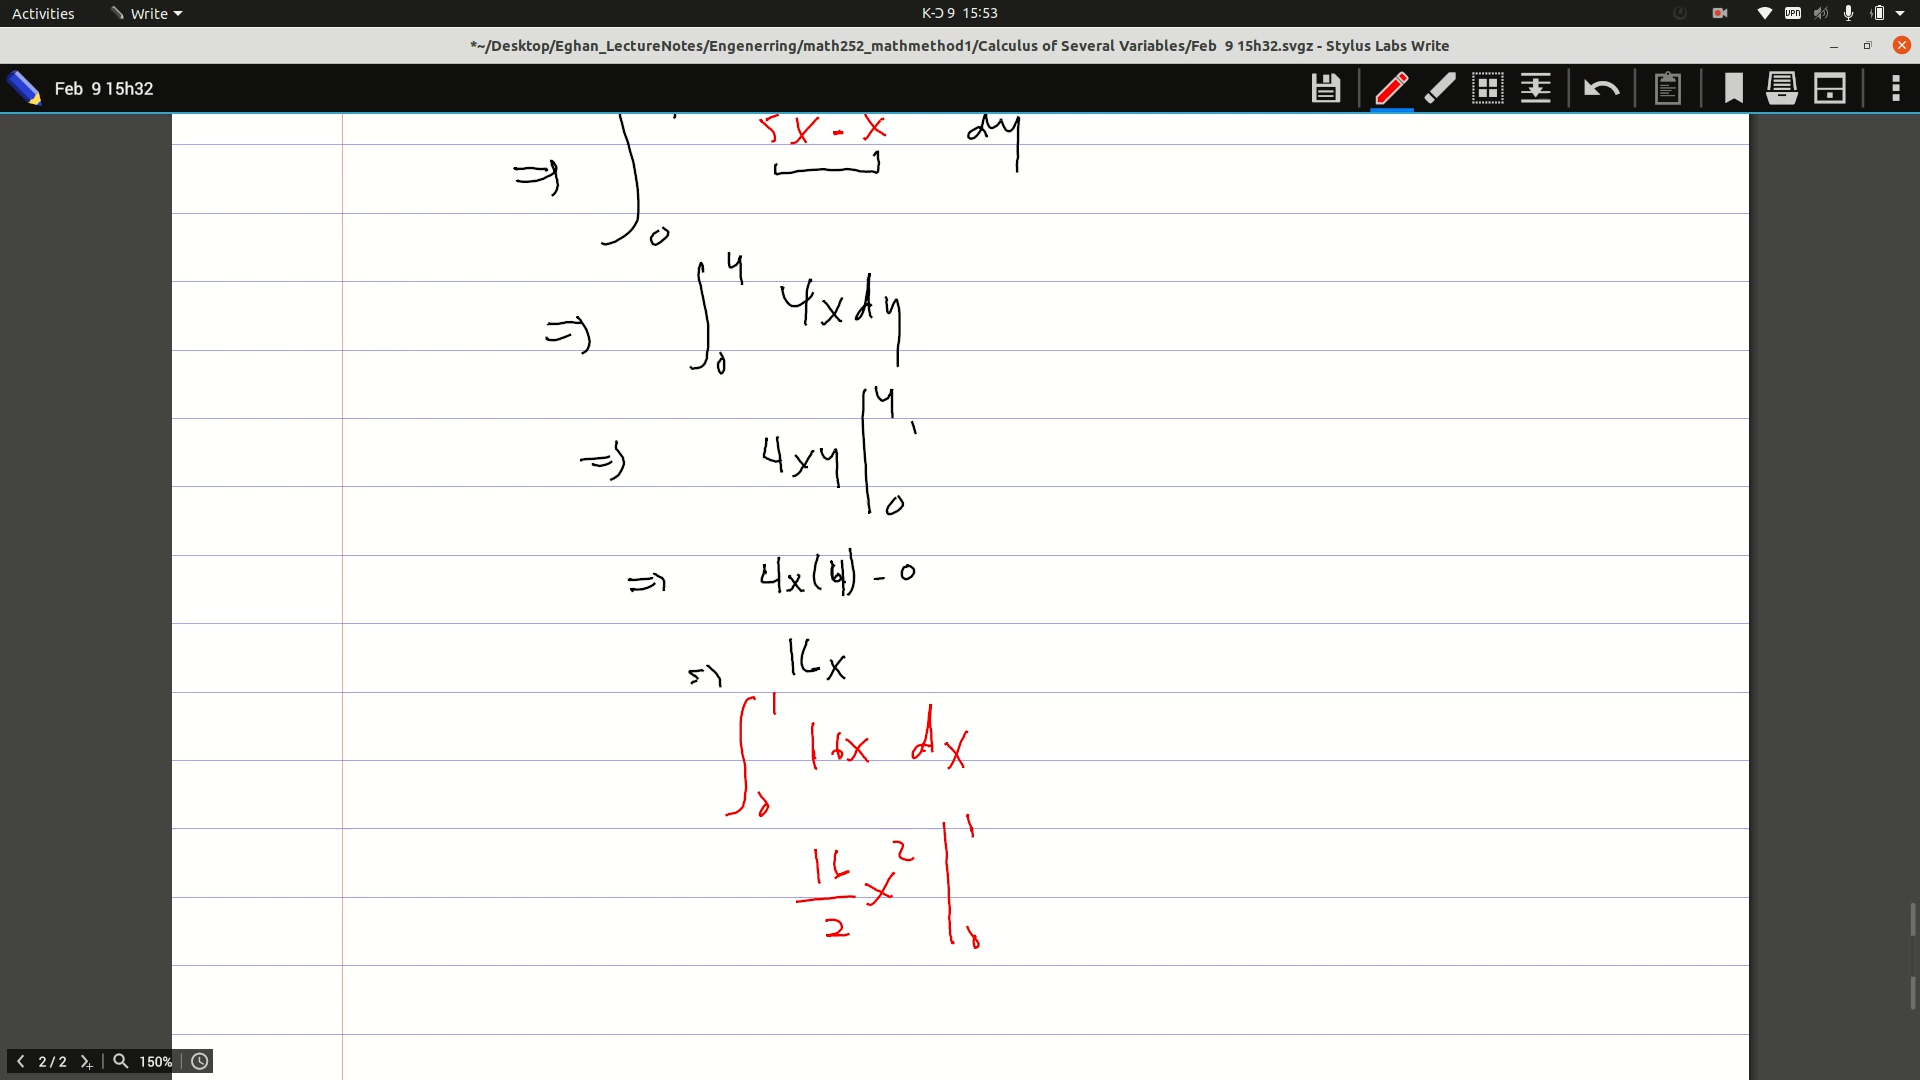 Activities Write K-Ↄ 9 15:53
*~/Desktop/Eghan_LectureNotes/Engenerring/math252_mathmethod1/Calculus of Several Variables/Feb 9 15h32.svgz - Stylus Labs Write
Feb 9 15h32
⇒ ∫₀ 5x - x dy
⇒ ∫₀⁴ 4x dy
⇒ 4xy |₀⁴
⇒ 4x(4) - 0
⇒ 16x
∫₀¹ 16x dx
16/2 x² |₀¹
2/2 150%